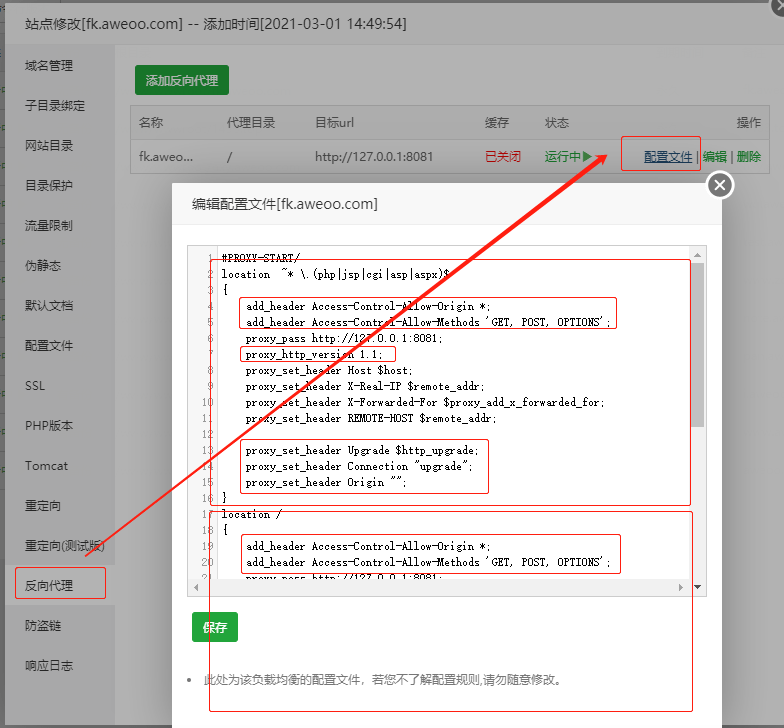 站点修改[fk.aweoo.com] -- 添加时间[2021-03-01 14:49:54]
域名管理
子目录绑定
网站目录
目录保护
流量限制
伪静态
默认文档
配置文件
SSL
PHP版本
Tomcat
重定向
重定向(测试版)
反向代理
防盗链
响应日志
添加反向代理
名称 代理目录 目标url 缓存 状态 操作
fk.aweo... / http://127.0.0.1:8081 已关闭 运行中 配置文件 | 编辑 | 删除
编辑配置文件[fk.aweoo.com]
1 #PROXY-START/
2 location ~* \.(php|jsp|cgi|asp|aspx)$
3 {
4 add_header Access-Control-Allow-Origin *;
5 add_header Access-Control-Allow-Methods 'GET, POST, OPTIONS';
6 proxy_pass http://127.0.0.1:8081;
7 proxy_http_version 1.1;
8 proxy_set_header Host $host;
9 proxy_set_header X-Real-IP $remote_addr;
10 proxy_set_header X-Forwarded-For $proxy_add_x_forwarded_for;
11 proxy_set_header REMOTE-HOST $remote_addr;
12
13 proxy_set_header Upgrade $http_upgrade;
14 proxy_set_header Connection "upgrade";
15 proxy_set_header Origin "";
16 }
17 location /
18 {
19 add_header Access-Control-Allow-Origin *;
20 add_header Access-Control-Allow-Methods 'GET, POST, OPTIONS';
21 proxy_pass http://127.0.0.1:8081;
保存
此处为该负载均衡的配置文件，若您不了解配置规则,请勿随意修改。